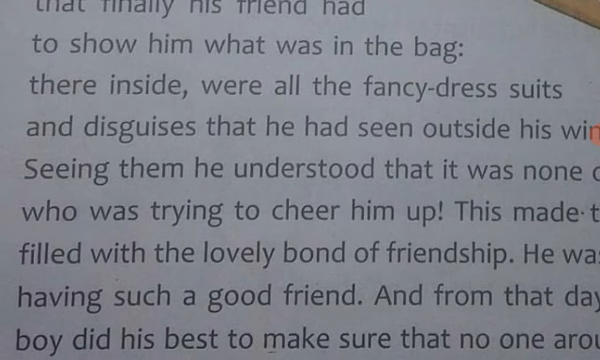 that finally his friend had
to show him what was in the bag:
there inside, were all the fancy-dress suits
and disguises that he had seen outside his
Seeing them he understood that it was none
who was trying to cheer him up! This made
filled with the lovely bond of friendship. He
having such a good friend. And from that
boy did his best to make sure that no one